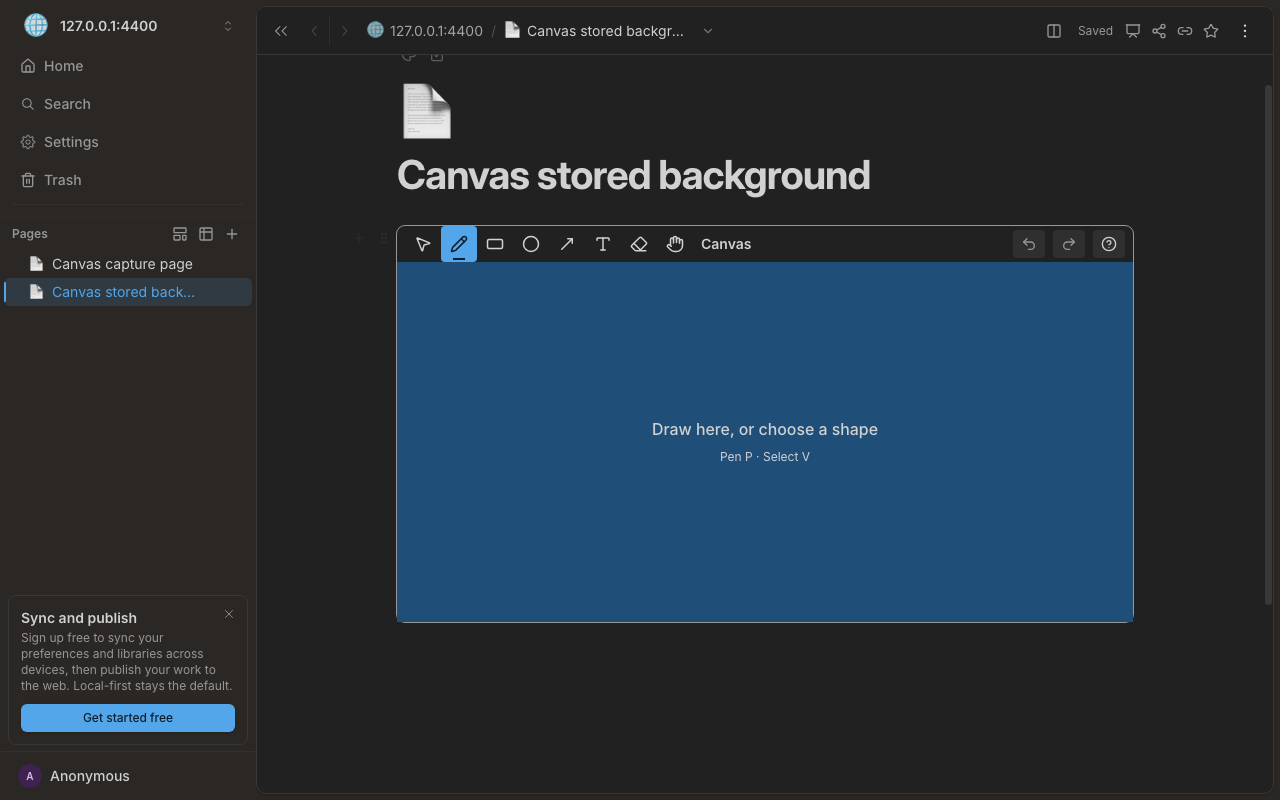 127.0.0.1:4400
Home
Search
Settings
Trash
Pages
Canvas capture page
Canvas stored back...
Sync and publish
Sign up free to sync your
preferences and libraries across
devices, then publish your work to
the web. Local-first stays the default.
Get started free
A
Anonymous
127.0.0.1:4400 / Canvas stored backgr...
Saved
Canvas stored background
Canvas
Draw here, or choose a shape
Pen P · Select V